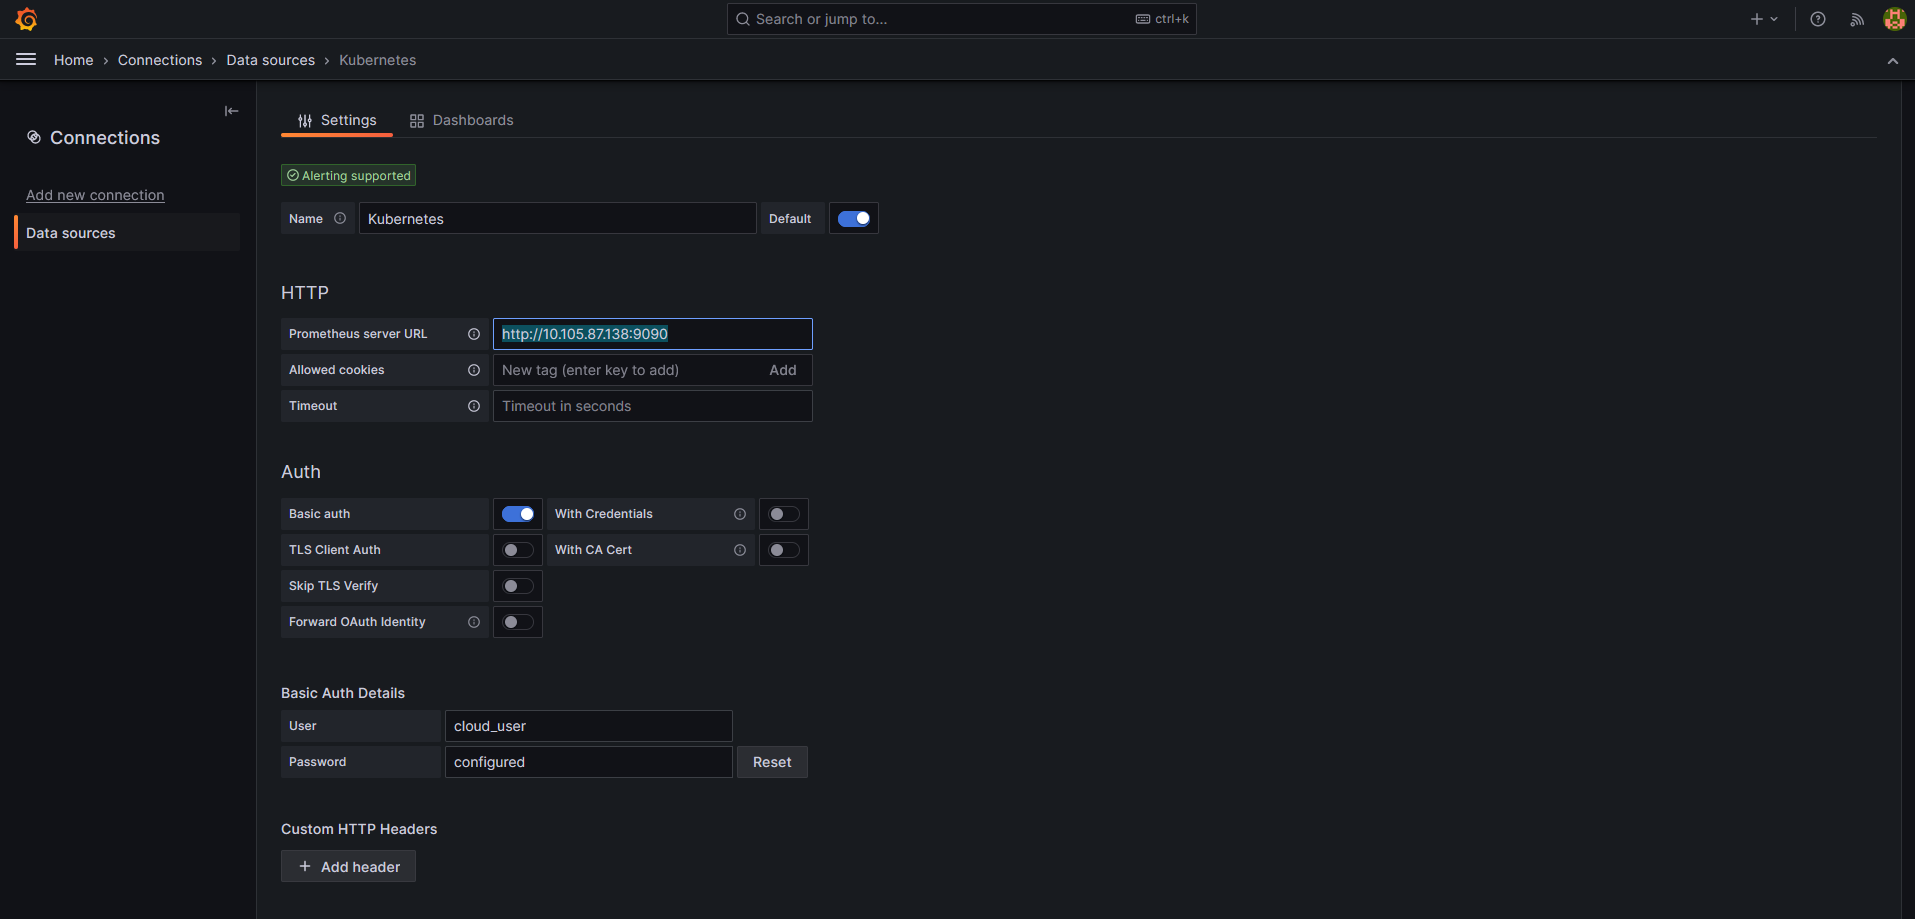 Search or jump to...
ctrl+k
Home › Connections › Data sources › Kubernetes
Connections
Add new connection
Data sources
Settings
Dashboards
Alerting supported
Name
Kubernetes
Default
HTTP
Prometheus server URL
http://10.105.87.138:9090
Allowed cookies
New tag (enter key to add)
Add
Timeout
Timeout in seconds
Auth
Basic auth
With Credentials
TLS Client Auth
With CA Cert
Skip TLS Verify
Forward OAuth Identity
Basic Auth Details
User
cloud_user
Password
configured
Reset
Custom HTTP Headers
+ Add header